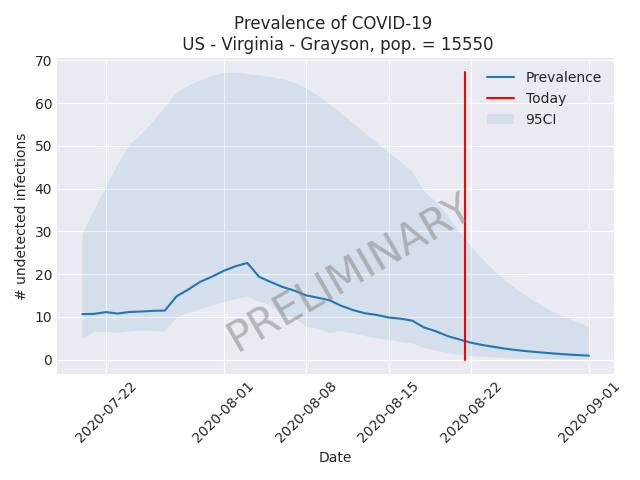 Prevalence of COVID-19
US - Virginia - Grayson, pop. = 15550
70
60
50
40
30
20
10
0
# undetected infections
Prevalence
Today
95CI
PRELIMINARY
2020-07-22
2020-08-01
2020-08-08
2020-08-15
2020-08-22
2020-09-01
Date